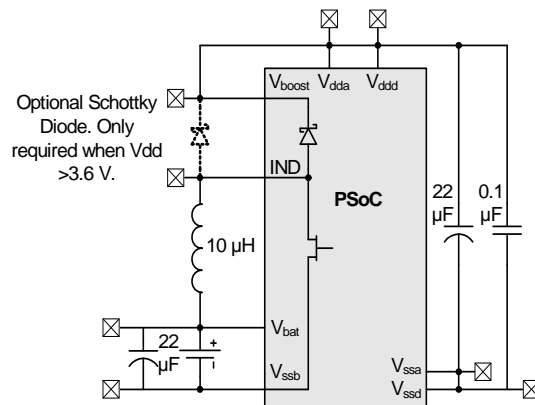 Vboost
Vdda
Vddd
Optional Schottky
Diode. Only
required when Vdd
>3.6 V.
IND
PSoC
22
µF
0.1
µF
10 µH
Vbat
22
µF
+
Vssb
Vssa
Vssd